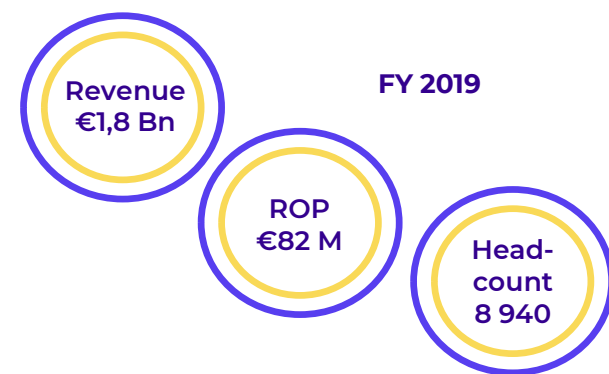 Revenue
€1,8 Bn
FY 2019
ROP
€82 M
Head-
count
8 940